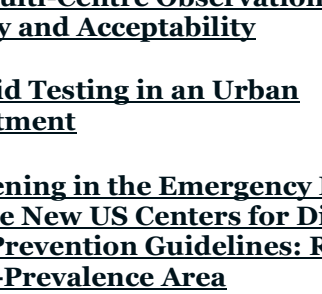 ulti-Centre Observation
y and Acceptability
id Testing in an Urban
tment
ening in the Emergency
e New US Centers for Di
Prevention Guidelines: R
-Prevalence Area